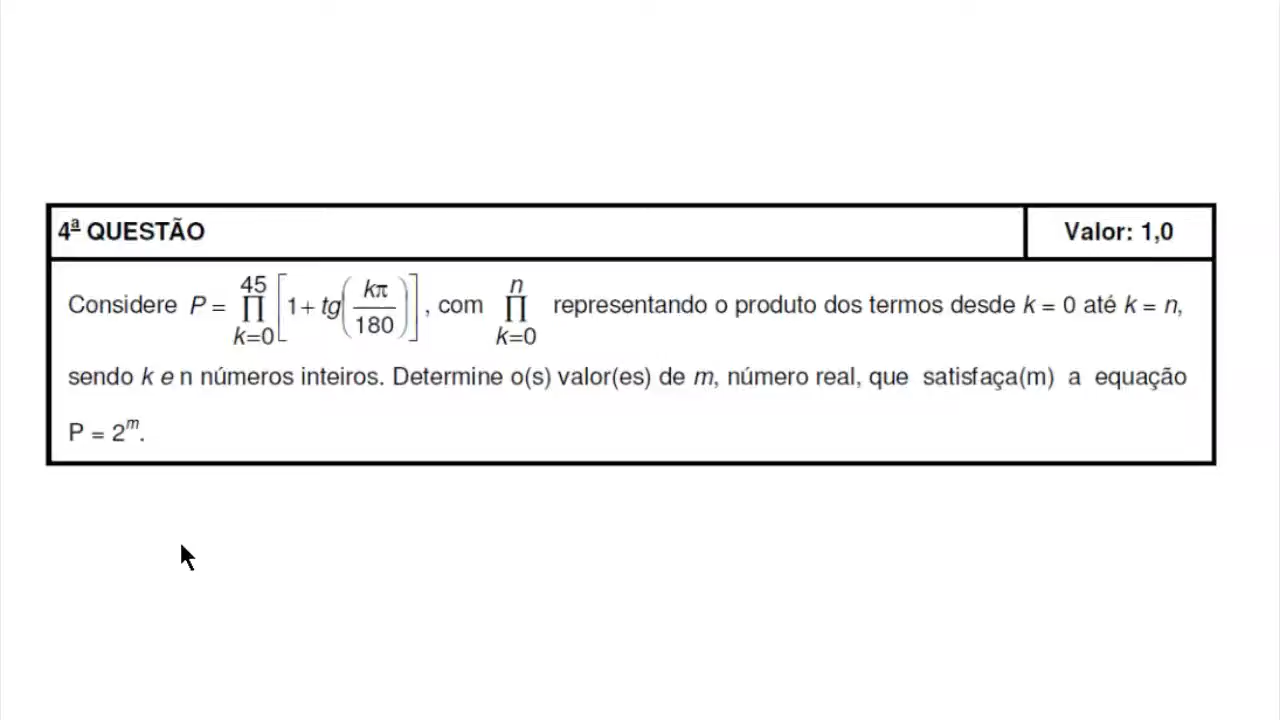 4ª QUESTÃO
Valor: 1,0
Considere P = ∏_{k=0}^{45} [1 + tg(kπ/180)], com ∏_{k=0}^{n} representando o produto dos termos desde k = 0 até k = n,
sendo k e n números inteiros. Determine o(s) valor(es) de m, número real, que satisfaça(m) a equação
P = 2^m.